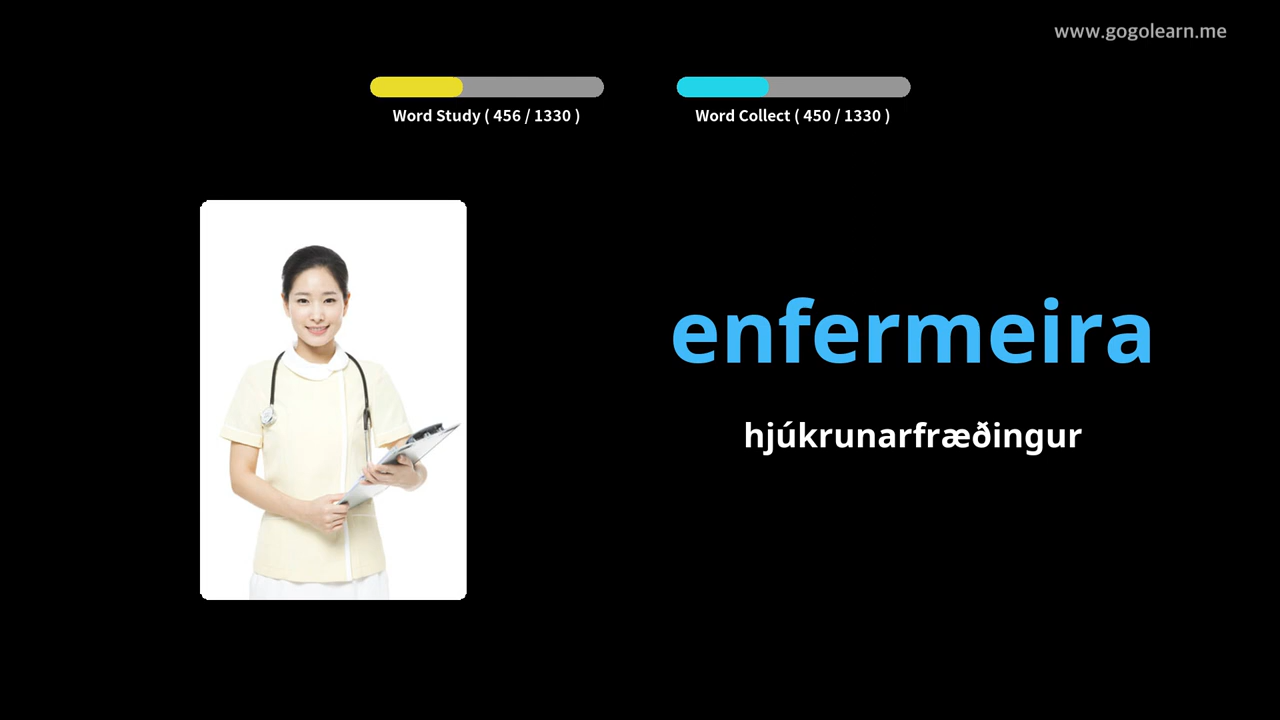 www.gogolearn.me
Word Study ( 456 / 1330 )
Word Collect ( 450 / 1330 )
enfermeira
hjúkrunarfræðingur